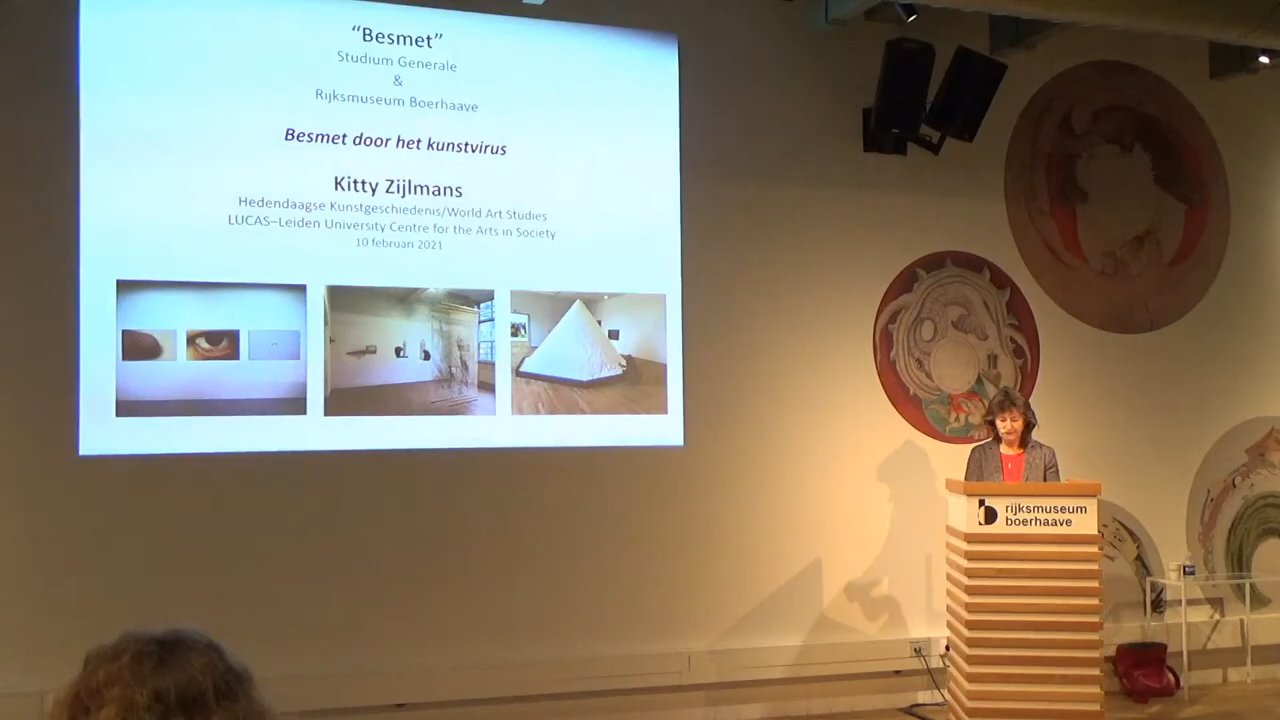 “Besmet”
Studium Generale
&
Rijksmuseum Boerhaave
Besmet door het kunstvirus
Kitty Zijlmans
Hedendaagse Kunstgeschiedenis/World Art Studies
LUCAS–Leiden University Centre for the Arts in Society
10 februari 2021
rijksmuseum
boerhaave